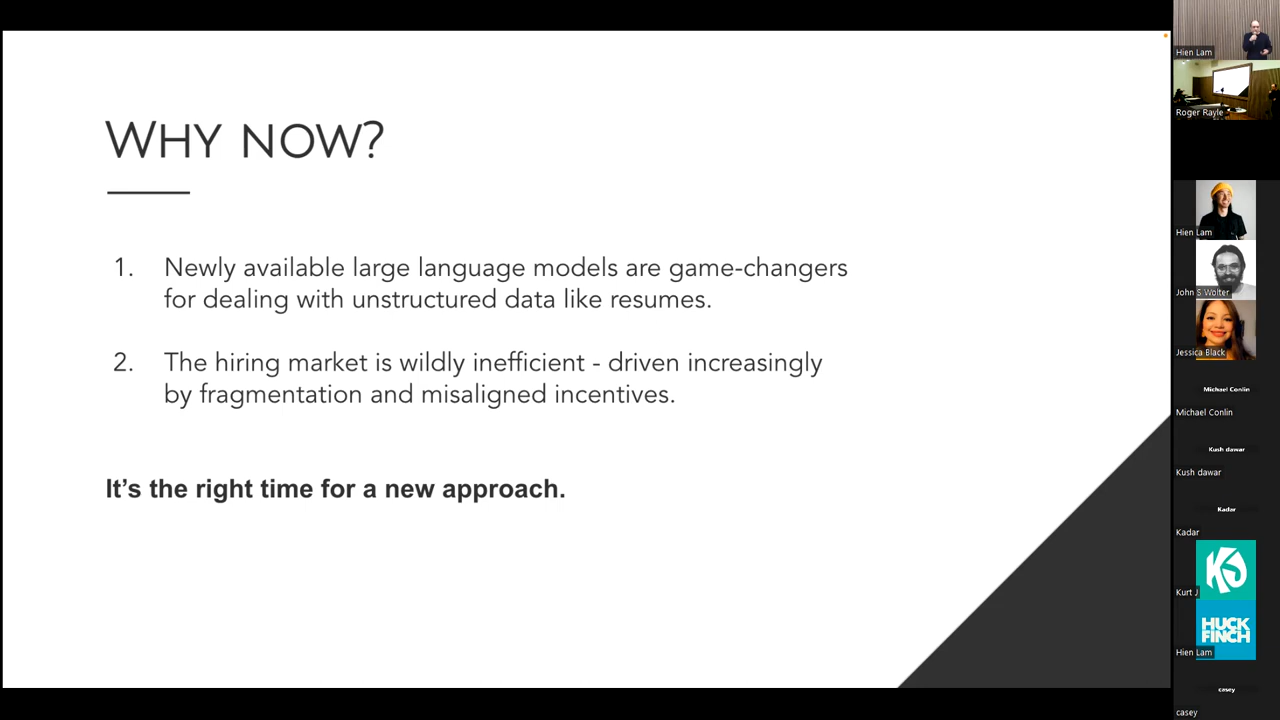 WHY NOW?
1. Newly available large language models are game-changers
for dealing with unstructured data like resumes.
2. The hiring market is wildly inefficient - driven increasingly
by fragmentation and misaligned incentives.
It's the right time for a new approach.
Hien Lam
Roger Rayle
Hien Lam
John S Wolter
Jessica Black
Michael Conlin
Michael Conlin
Kush dawar
Kush dawar
Kadar
Kadar
KJ
Kurt J
HUCK
FINCH
Hien Lam
casey
casey